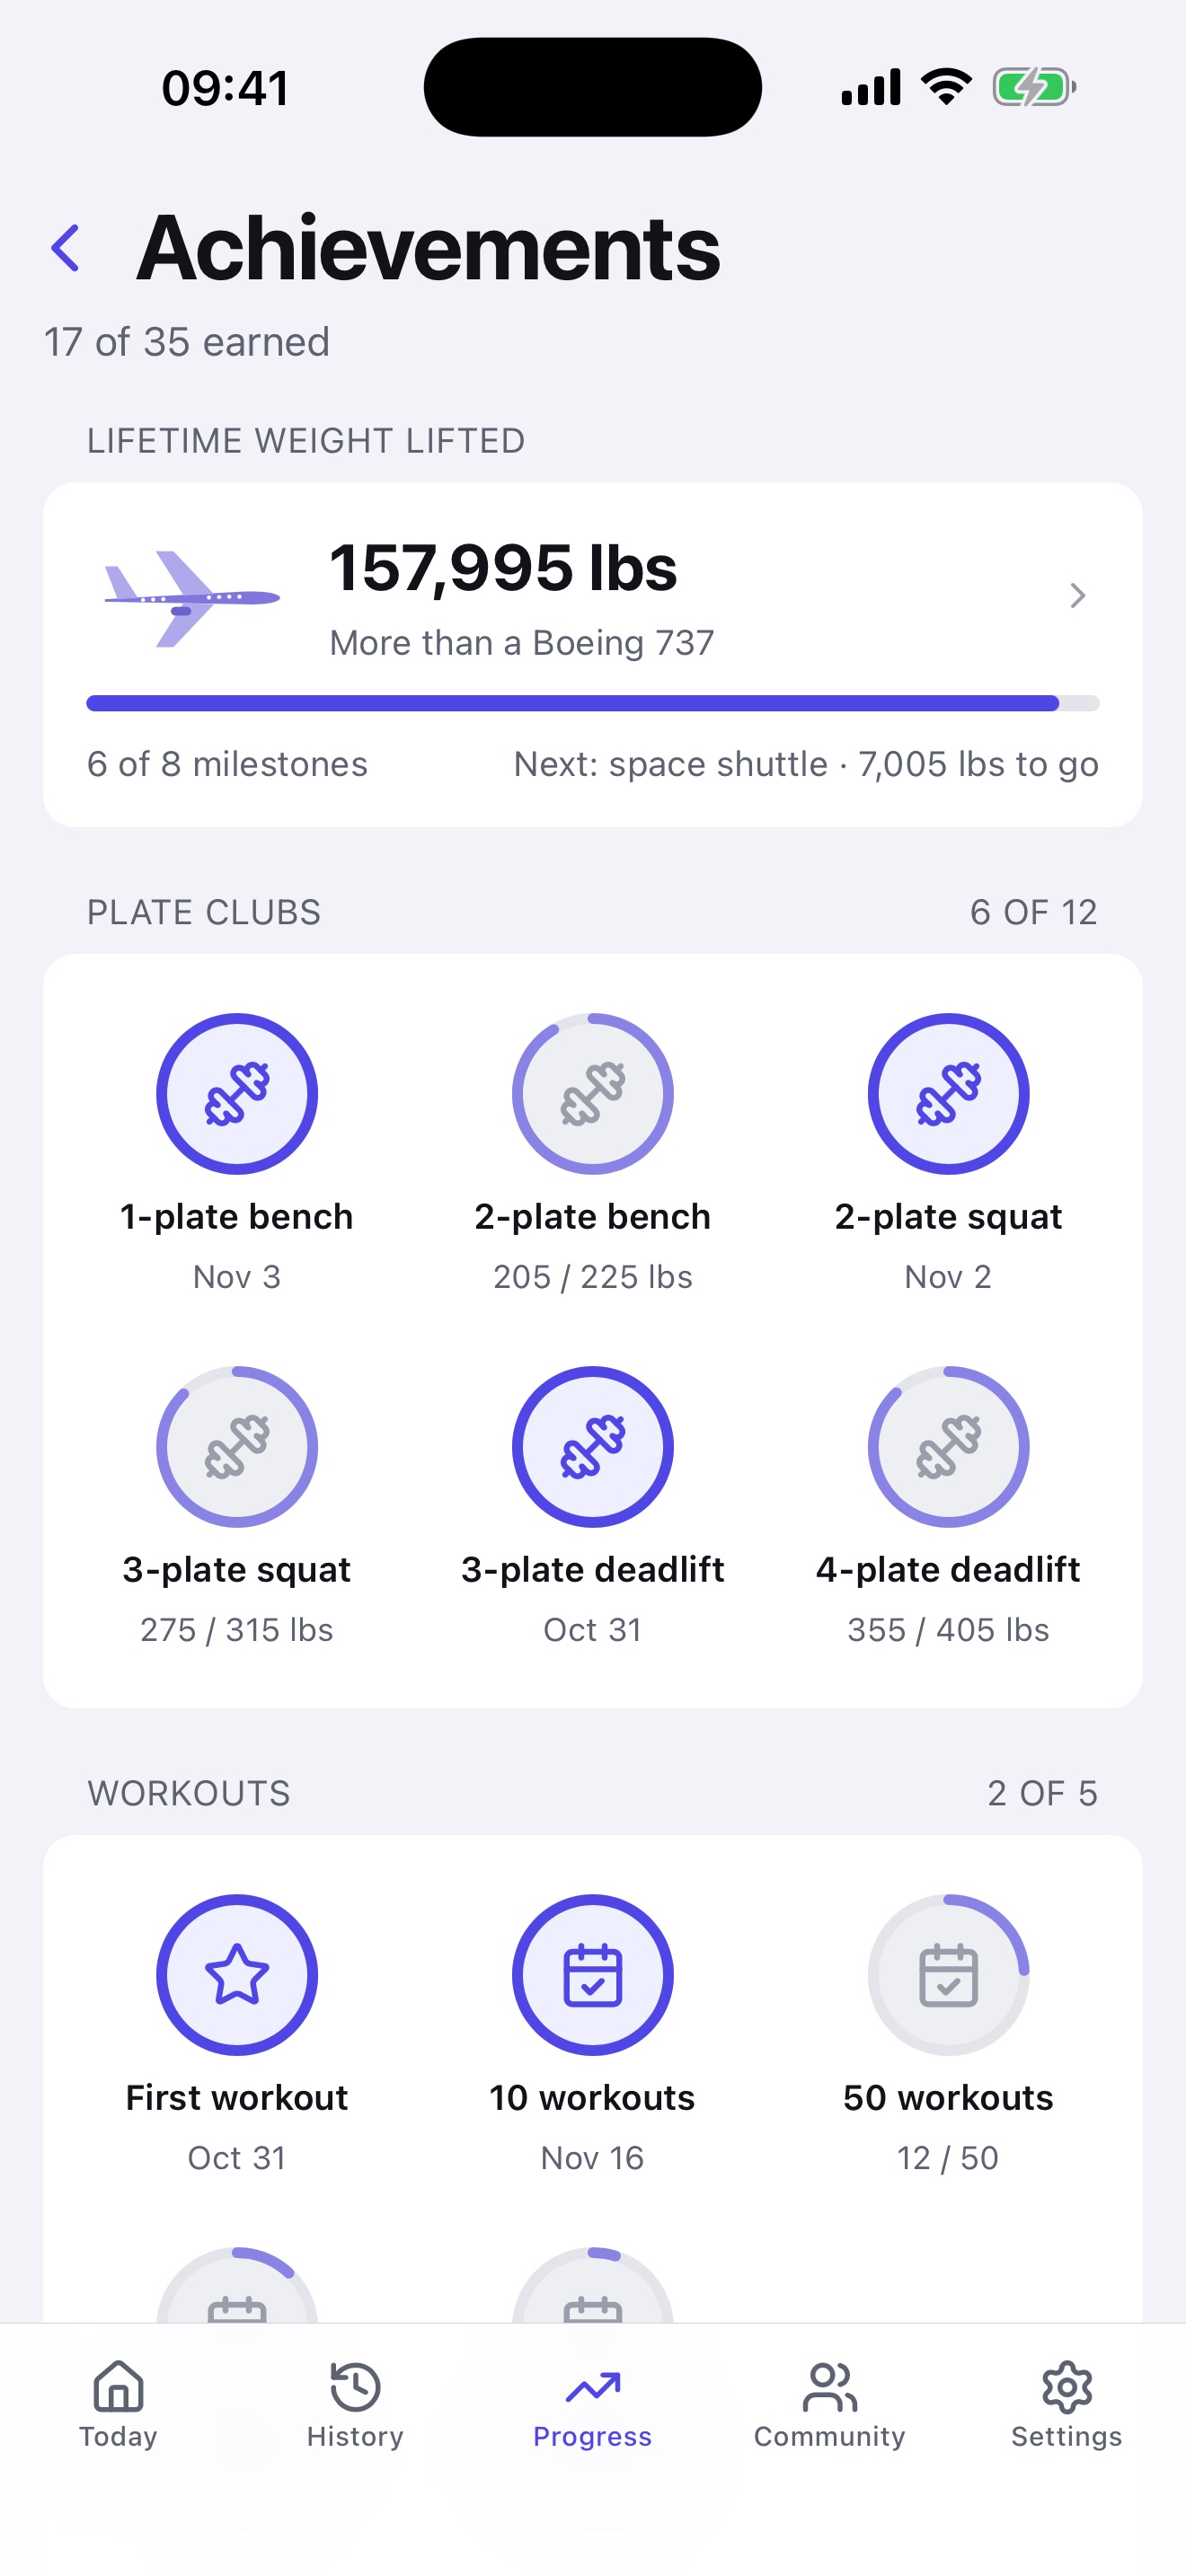 09:41
Achievements
17 of 35 earned
LIFETIME WEIGHT LIFTED
157,995 lbs
More than a Boeing 737
6 of 8 milestones
Next: space shuttle · 7,005 lbs to go
PLATE CLUBS
6 OF 12
1-plate bench
2-plate bench
2-plate squat
Nov 3
205 / 225 lbs
Nov 2
3-plate squat
3-plate deadlift
4-plate deadlift
275 / 315 lbs
Oct 31
355 / 405 lbs
WORKOUTS
2 OF 5
First workout
10 workouts
50 workouts
Oct 31
Nov 16
12 / 50
Today
History
Progress
Community
Settings